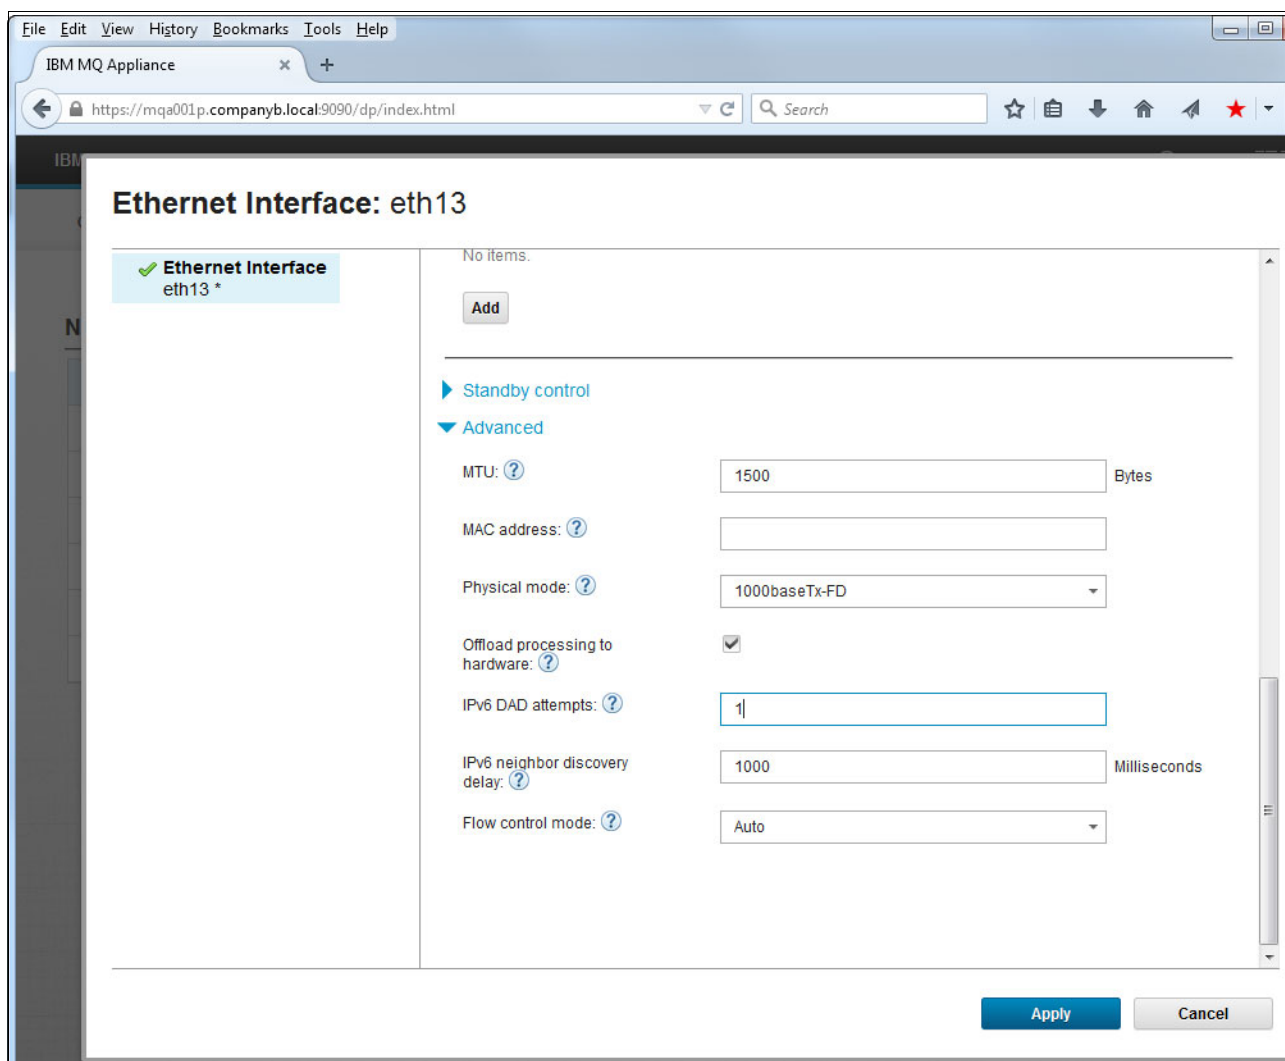 File Edit View History Bookmarks Tools Help
IBM MQ Appliance
https://mqa001p.companyb.local:9090/dp/index.html
Search
IBM
Ethernet Interface: eth13
Ethernet Interface
eth13 *
No items.
Add
N
Standby control
Advanced
MTU: ?
1500
Bytes
MAC address: ?
Physical mode: ?
1000baseTx-FD
Offload processing to
hardware: ?
IPv6 DAD attempts: ?
1
IPv6 neighbor discovery
delay: ?
1000
Milliseconds
Flow control mode: ?
Auto
Apply
Cancel